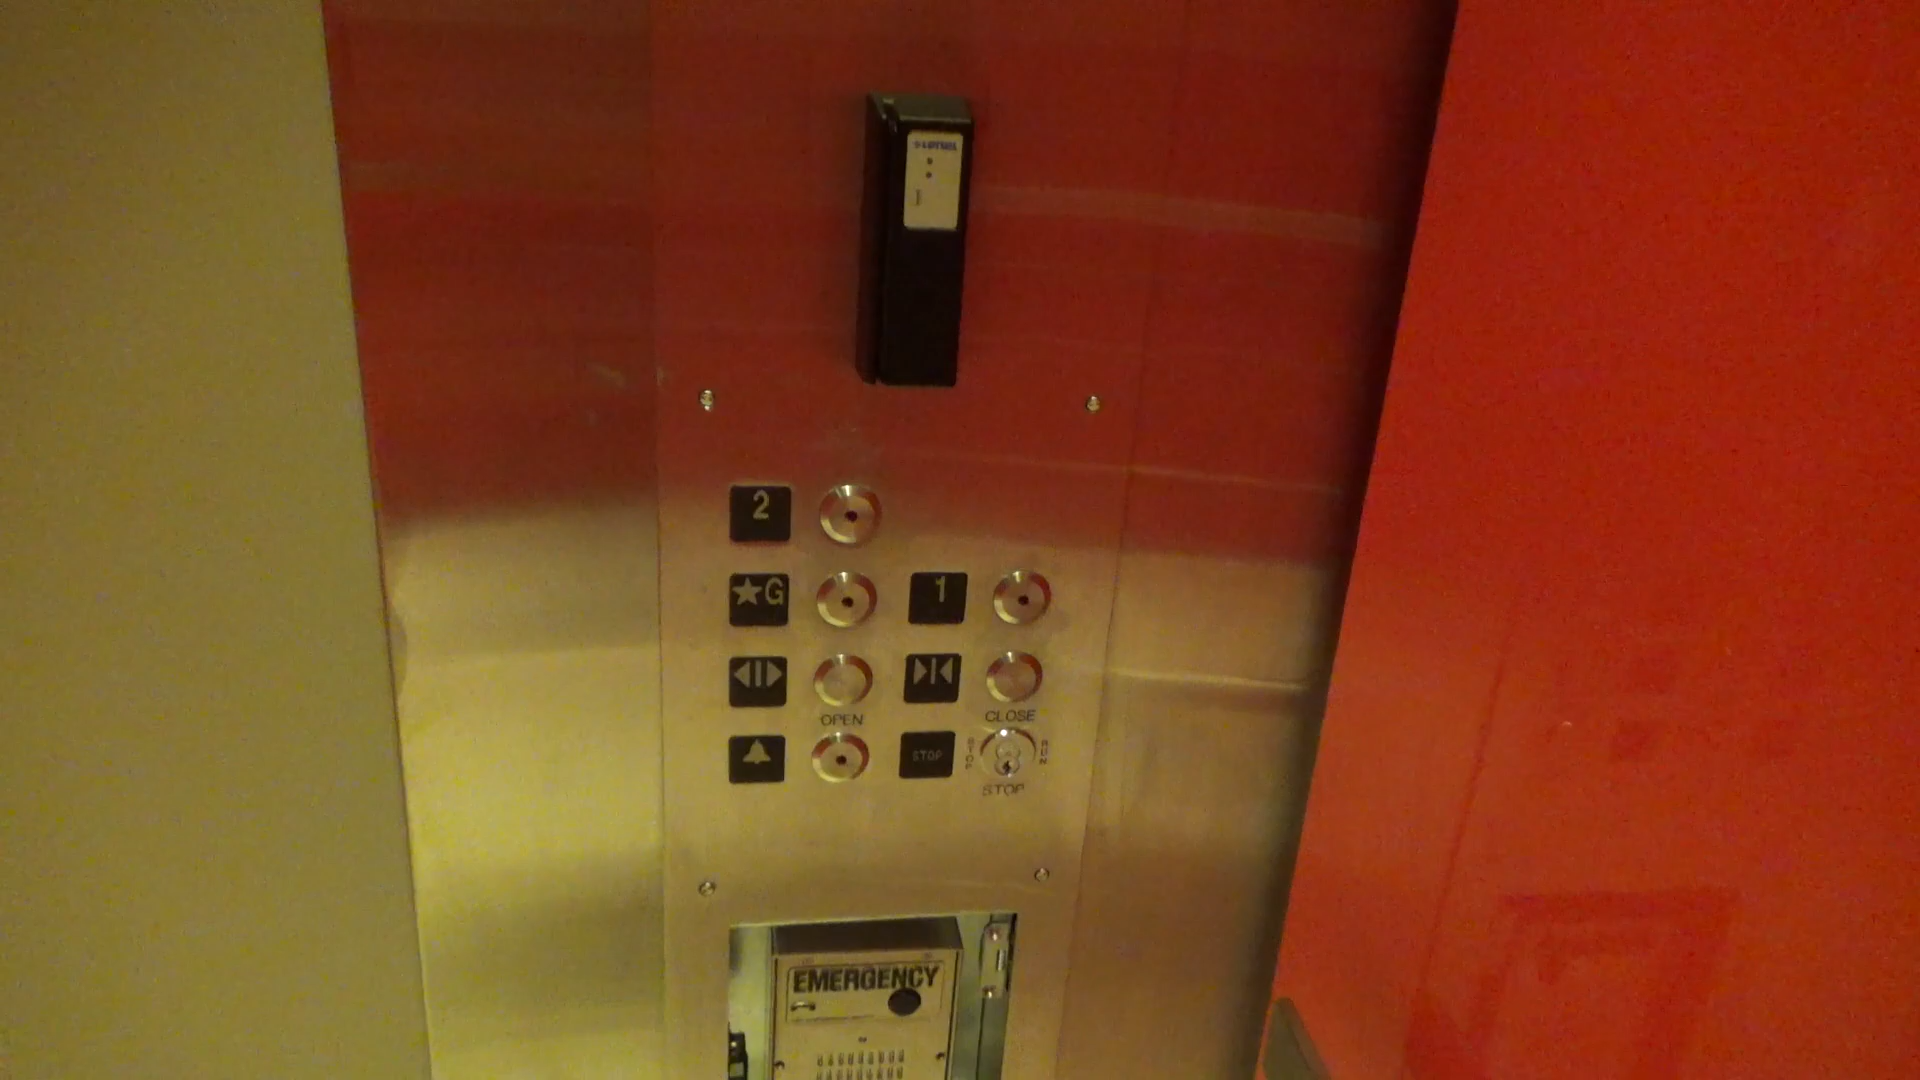 2
★G 1
OPEN CLOSE
STOP STOP RUN
STOP
EMERGENCY